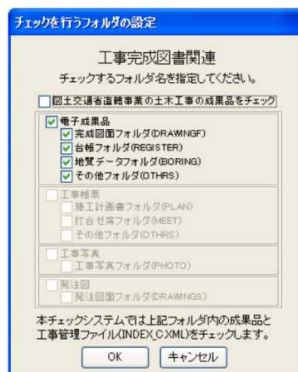 チェックを行うフォルダの設定
工事完成図書関連
チェックするフォルダ名を指定してください。
国土交通省直轄事業の土木工事の成果品をチェック
電子成果品
完成図面フォルダ(DRAWINGF)
台帳フォルダ(REGISTER)
地質データフォルダ(BORING)
その他フォルダ(OTHRS)
工事帳票
施工計画書フォルダ(PLAN)
打合せ簿フォルダ(MEET)
その他フォルダ(OTHRS)
工事写真
工事写真フォルダ(PHOTO)
発注図
発注図面フォルダ(DRAWINGS)
本チェックシステムでは上記フォルダ内の成果品と
工事管理ファイル(INDEX_C.XML)をチェックします。
OK キャンセル